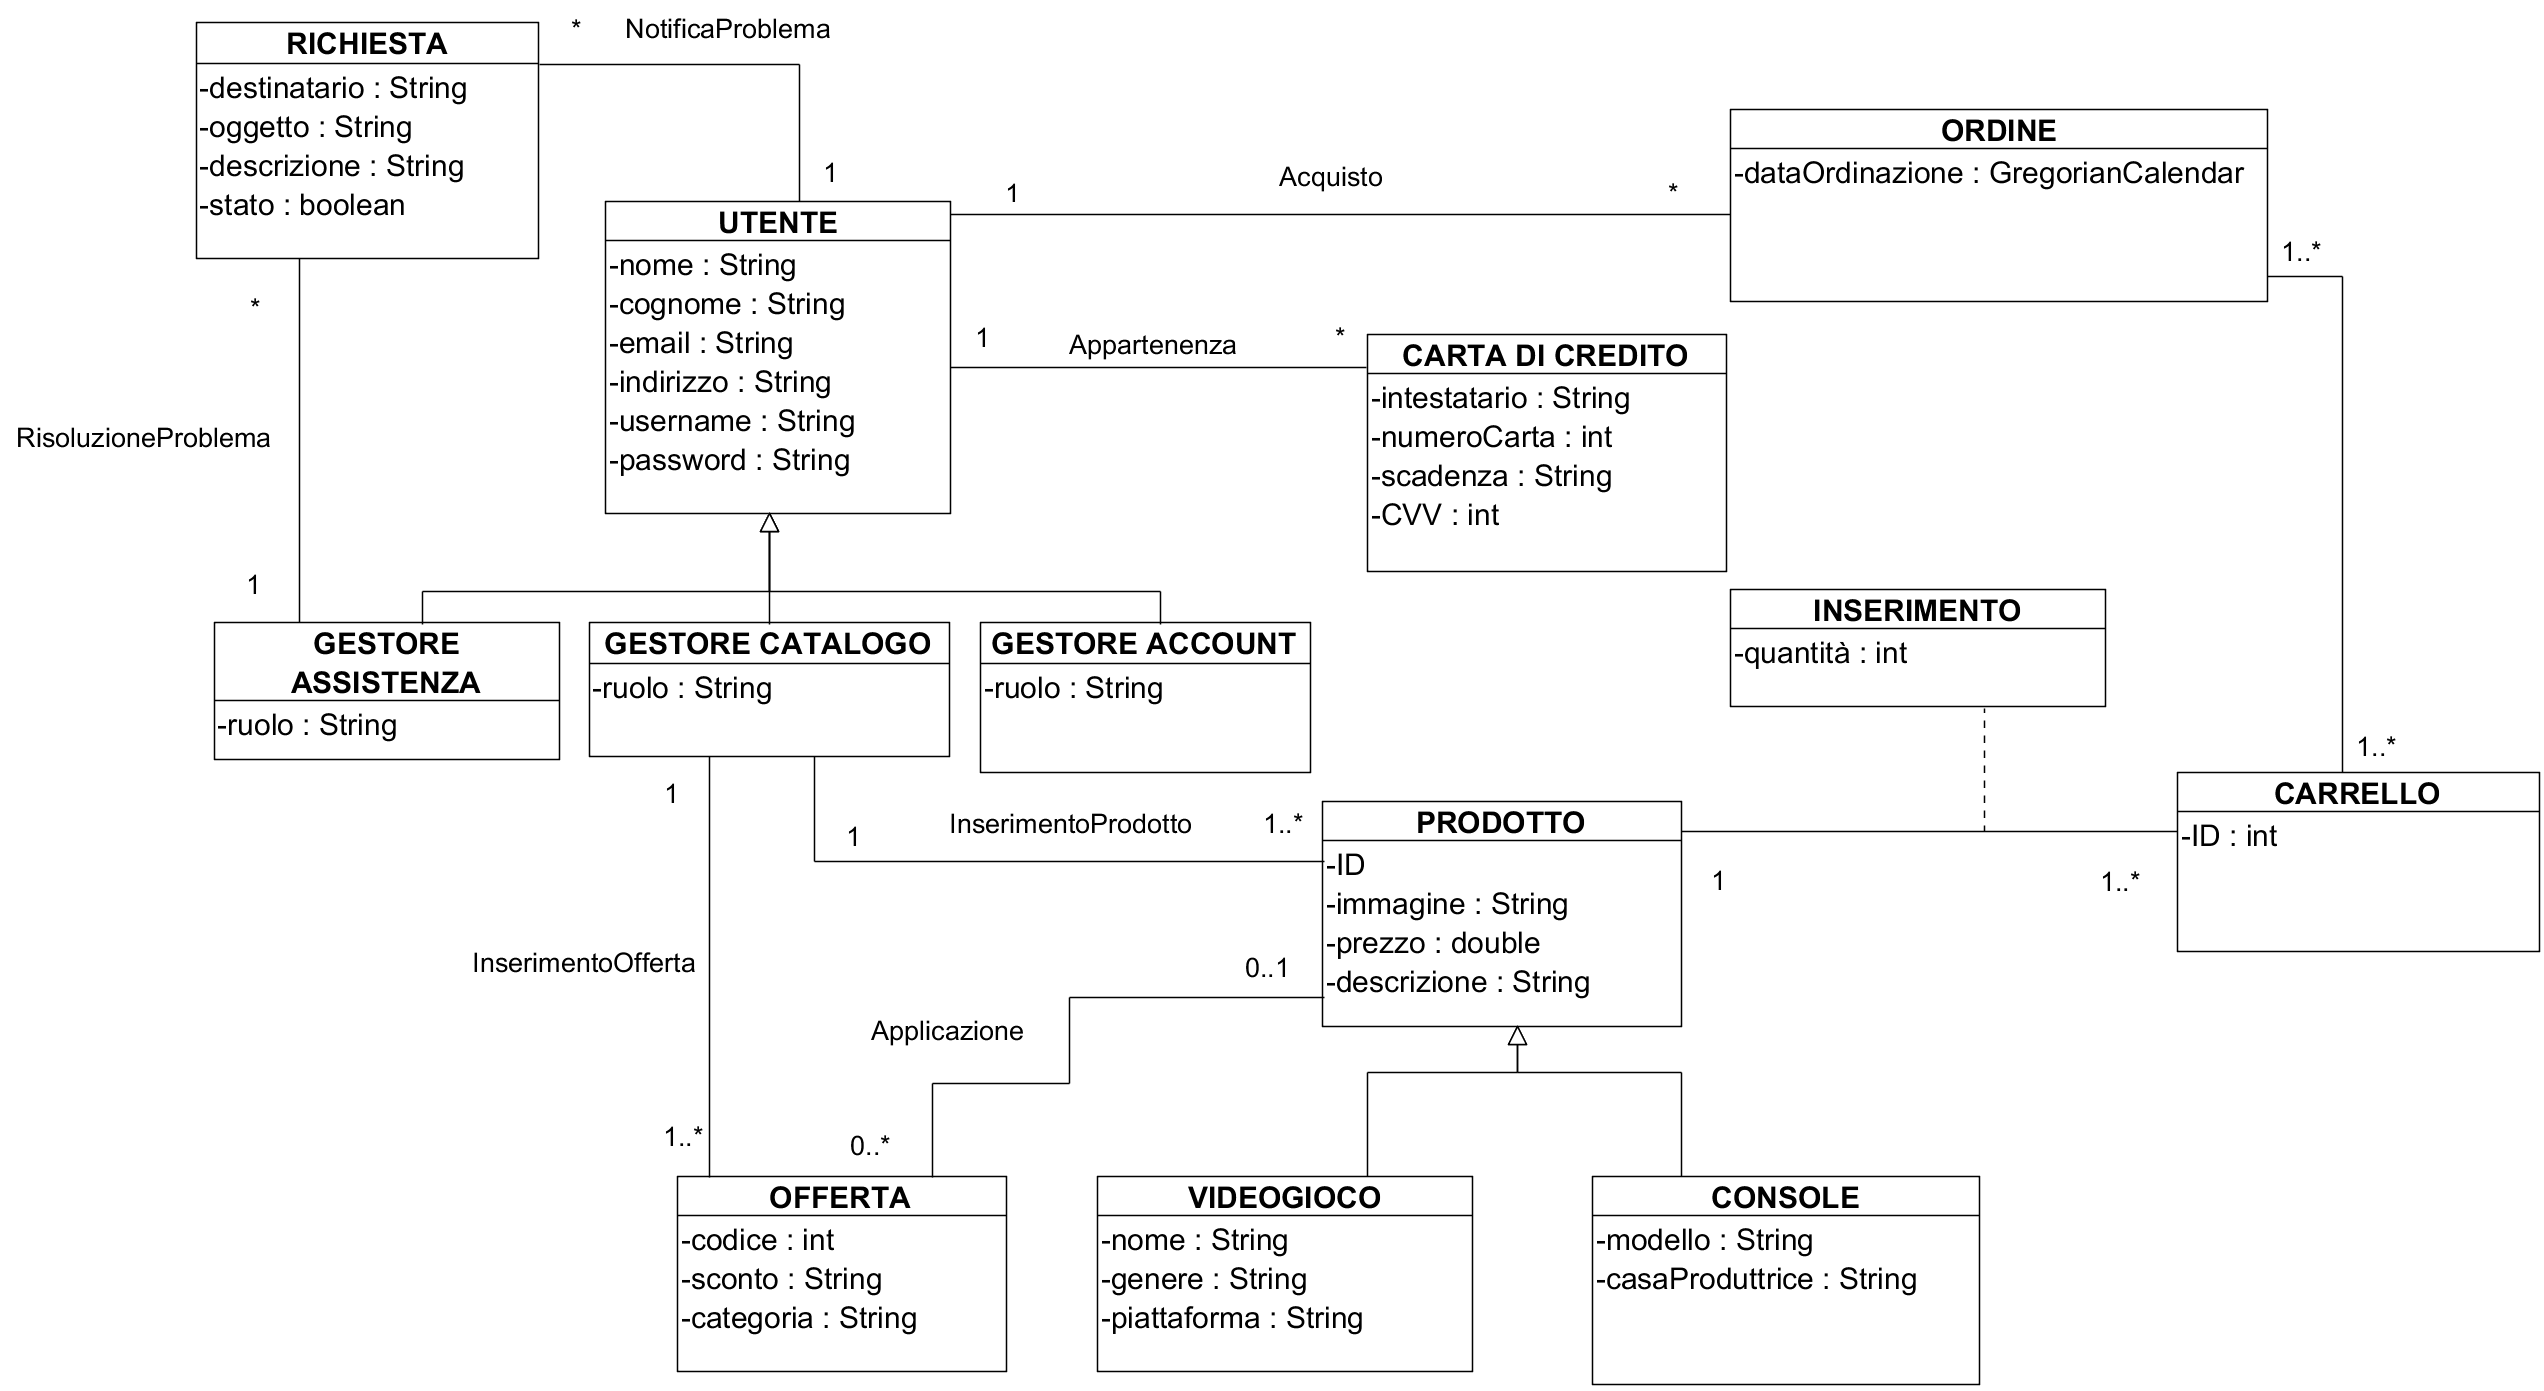 * NotificaProblema
RICHIESTA
-destinatario : String
-oggetto : String
-descrizione : String
-stato : boolean
1
UTENTE
-nome : String
-cognome : String
-email : String
-indirizzo : String
-username : String
-password : String
1 Acquisto *
ORDINE
-dataOrdinazione : GregorianCalendar
1..*
1 Appartenenza *
CARTA DI CREDITO
-intestatario : String
-numeroCarta : int
-scadenza : String
-CVV : int
*
RisoluzioneProblema
1
GESTORE
ASSISTENZA
-ruolo : String
GESTORE CATALOGO
-ruolo : String
GESTORE ACCOUNT
-ruolo : String
INSERIMENTO
-quantità : int
1..*
CARRELLO
-ID : int
1
1 InserimentoProdotto 1..*
PRODOTTO
-ID
-immagine : String
-prezzo : double
-descrizione : String
1 1..*
InserimentoOfferta
0..1
Applicazione
1..*
0..*
OFFERTA
-codice : int
-sconto : String
-categoria : String
VIDEOGIOCO
-nome : String
-genere : String
-piattaforma : String
CONSOLE
-modello : String
-casaProduttrice : String